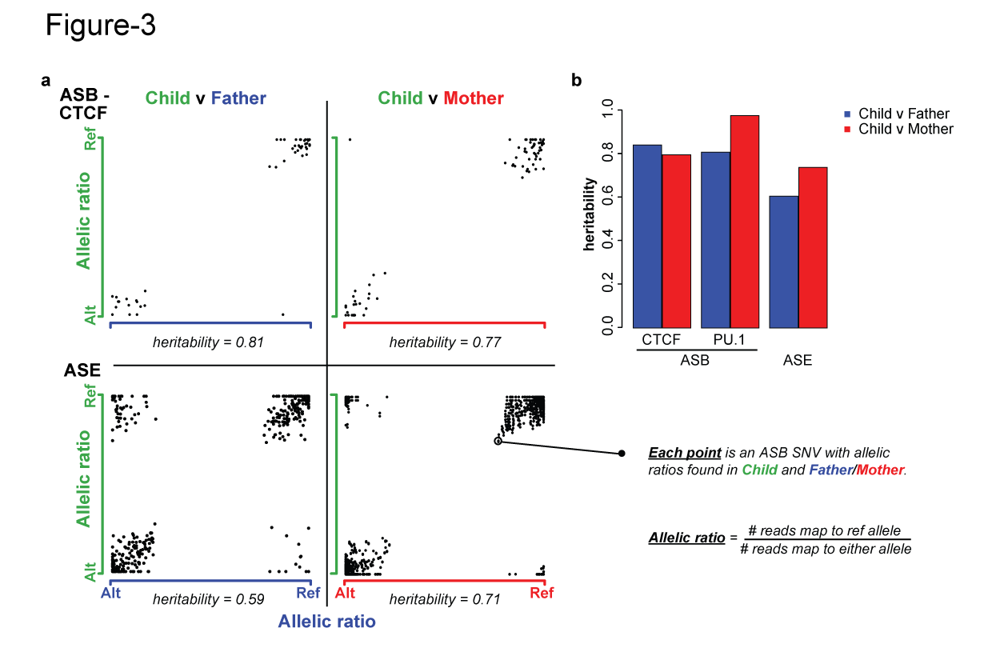 Figure-3
a
ASB -
CTCF
Child v Father
Child v Mother
Ref
Allelic ratio
Alt
heritability = 0.81
heritability = 0.77
ASE
Ref
Allelic ratio
Alt
Alt
heritability = 0.59
Ref
Alt
heritability = 0.71
Ref
Allelic ratio
b
heritability
1.0
0.8
0.6
0.4
0.2
0.0
CTCF
PU.1
ASB
ASE
Child v Father
Child v Mother
Each point is an ASB SNV with allelic
ratios found in Child and Father/Mother.
Allelic ratio = # reads map to ref allele
# reads map to either allele